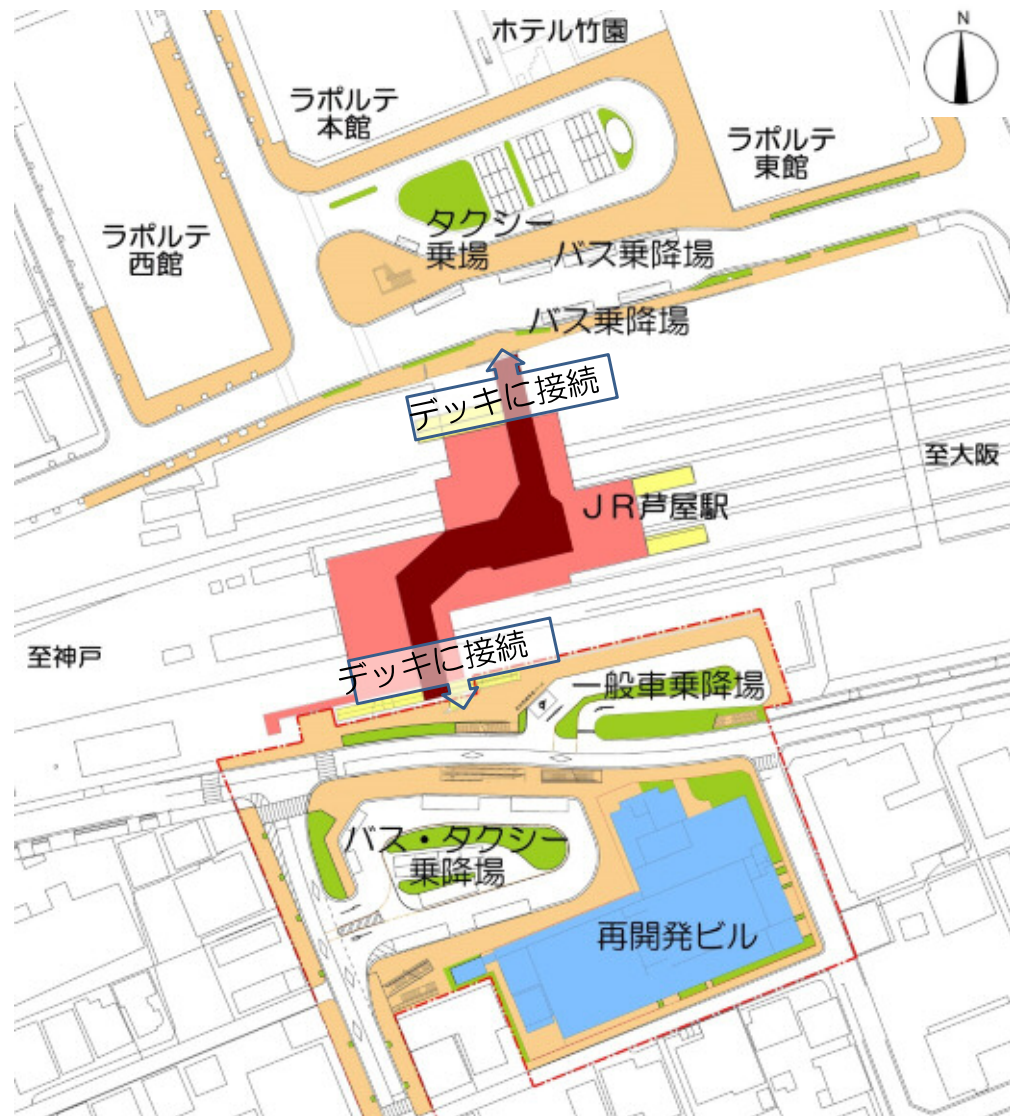 N
ホテル竹園
ラポルテ
本館
ラポルテ
東館
タクシー
乗場
ラポルテ
西館
バス乗降場
バス乗降場
デッキに接続
至大阪
JR芦屋駅
デッキに接続
至神戸
一般車乗降場
バス・タクシー
乗降場
再開発ビル